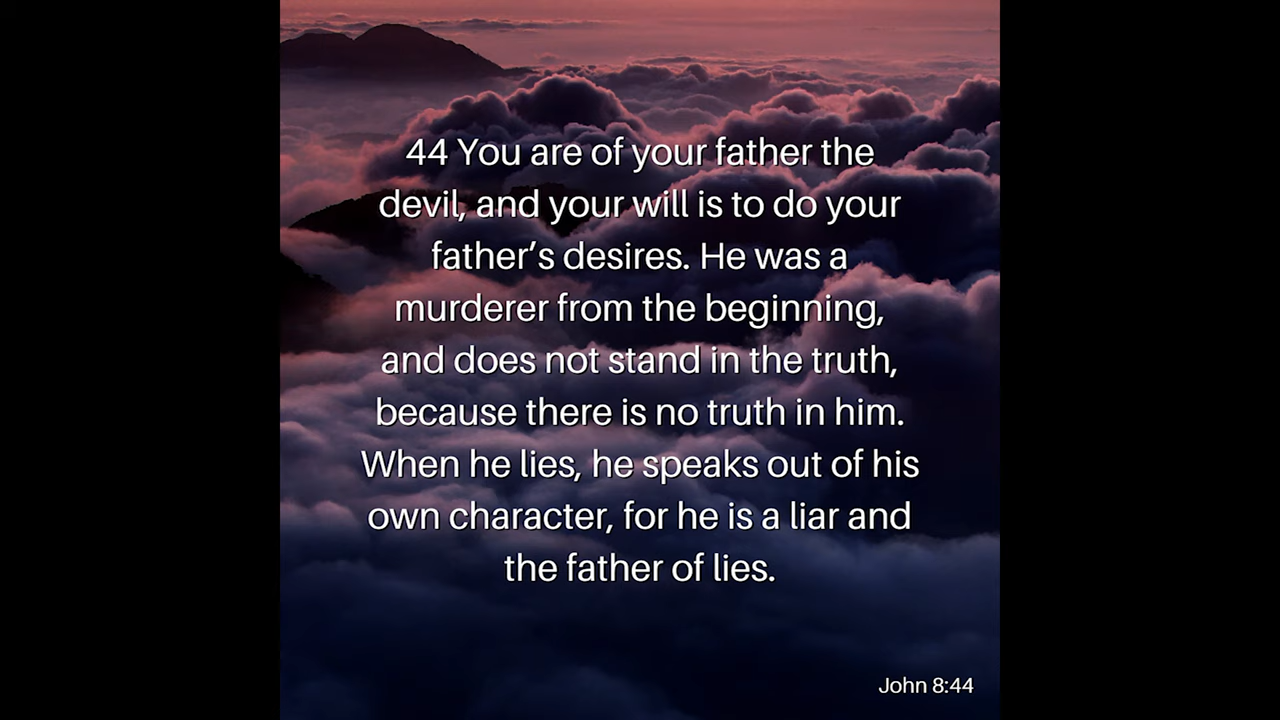 44 You are of your father the
devil, and your will is to do your
father’s desires. He was a
murderer from the beginning,
and does not stand in the truth,
because there is no truth in him.
When he lies, he speaks out of his
own character, for he is a liar and
the father of lies.
John 8:44